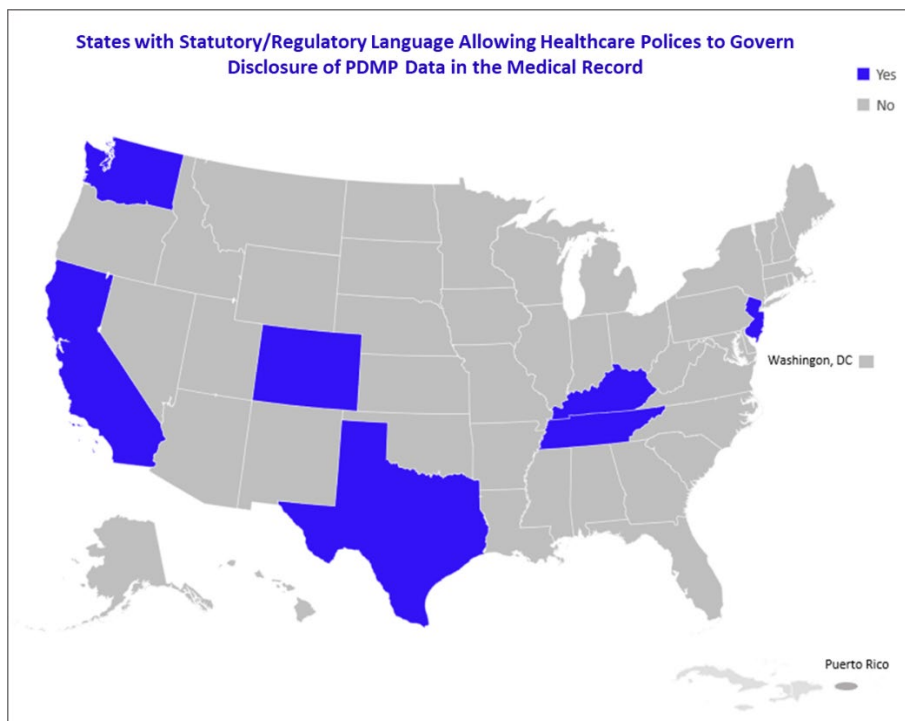 States with Statutory/Regulatory Language Allowing Healthcare Polices to Govern
Disclosure of PDMP Data in the Medical Record
Yes
No
Washingon, DC
Puerto Rico